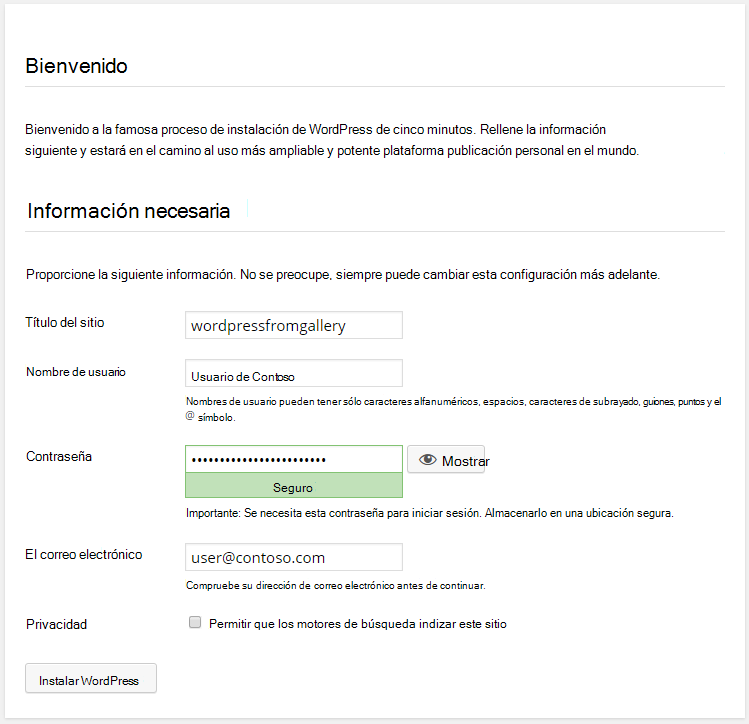 Bienvenido
Bienvenido a la famosa proceso de instalación de WordPress de cinco minutos. Rellene la información
siguiente y estará en el camino al uso más ampliable y potente plataforma publicación personal en el mundo.
Información necesaria
Proporcione la siguiente información. No se preocupe, siempre puede cambiar esta configuración más adelante.
Título del sitio
wordpressfromgallery
Nombre de usuario
Usuario de Contoso
Nombres de usuario pueden tener sólo caracteres alfanuméricos, espacios, caracteres de subrayado, guiones, puntos y el
@ símbolo.
Contraseña
••••••••••••••••••••••••
Mostrar
Seguro
Importante: Se necesita esta contraseña para iniciar sesión. Almacenarlo en una ubicación segura.
El correo electrónico
user@contoso.com
Compruebe su dirección de correo electrónico antes de continuar.
Privacidad
Permitir que los motores de búsqueda indizar este sitio
Instalar WordPress